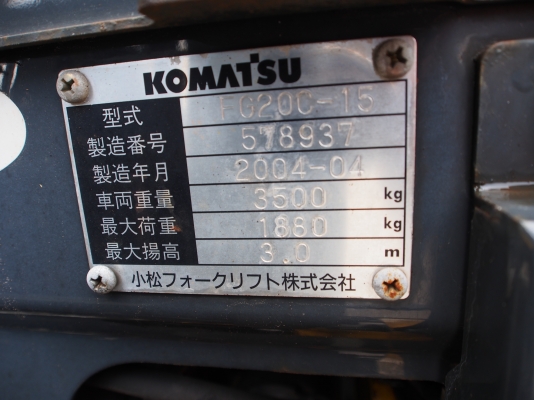 KOMATSU
型式 FG20C-15
製造番号 578937
製造年月 2004-04
車両重量 3500 kg
最大荷重 1880 kg
最大揚高 3.0 m
小松フォークリフト株式会社